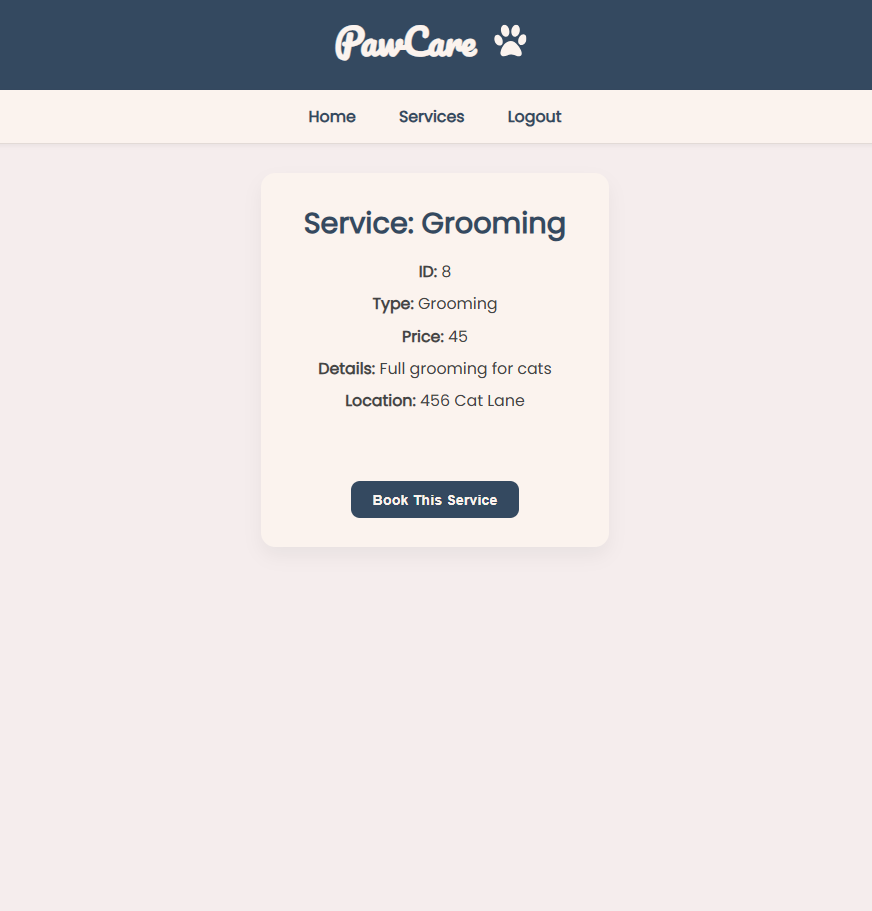 PawCare
Home Services Logout
Service: Grooming
ID: 8
Type: Grooming
Price: 45
Details: Full grooming for cats
Location: 456 Cat Lane
Book This Service